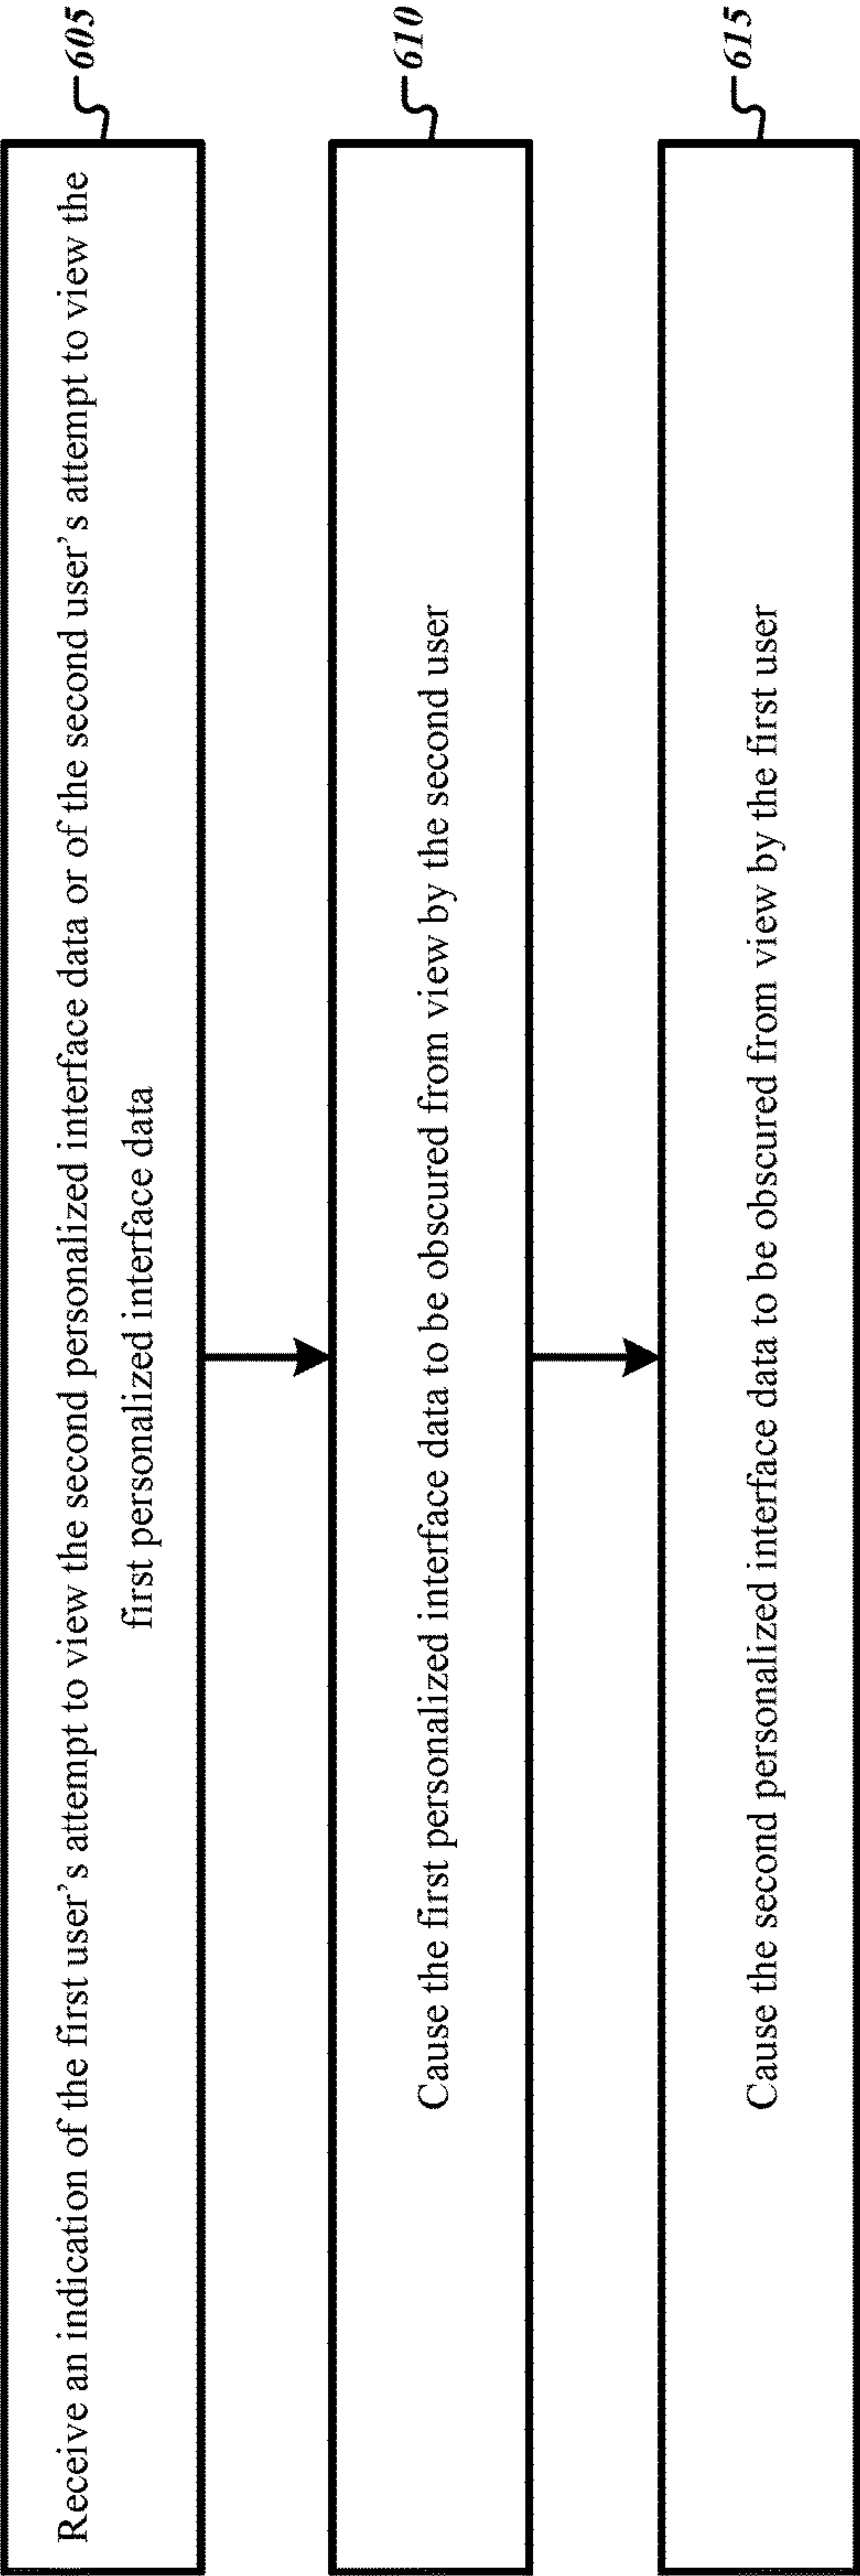 Receive an indication of the first user's attempt to view the second personalized interface data or of the second user's attempt to view the
first personalized interface data
605
Cause the first personalized interface data to be obscured from view by the second user
610
Cause the second personalized interface data to be obscured from view by the first user
615